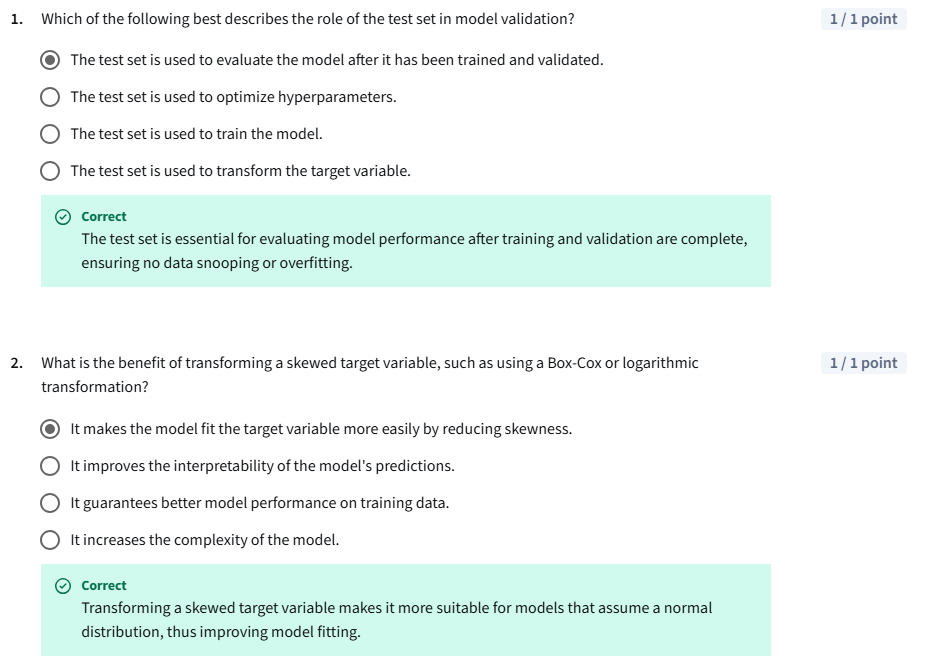 1. Which of the following best describes the role of the test set in model validation? 1 / 1 point
The test set is used to evaluate the model after it has been trained and validated.
The test set is used to optimize hyperparameters.
The test set is used to train the model.
The test set is used to transform the target variable.
Correct
The test set is essential for evaluating model performance after training and validation are complete,
ensuring no data snooping or overfitting.
2. What is the benefit of transforming a skewed target variable, such as using a Box-Cox or logarithmic 1 / 1 point
transformation?
It makes the model fit the target variable more easily by reducing skewness.
It improves the interpretability of the model's predictions.
It guarantees better model performance on training data.
It increases the complexity of the model.
Correct
Transforming a skewed target variable makes it more suitable for models that assume a normal
distribution, thus improving model fitting.